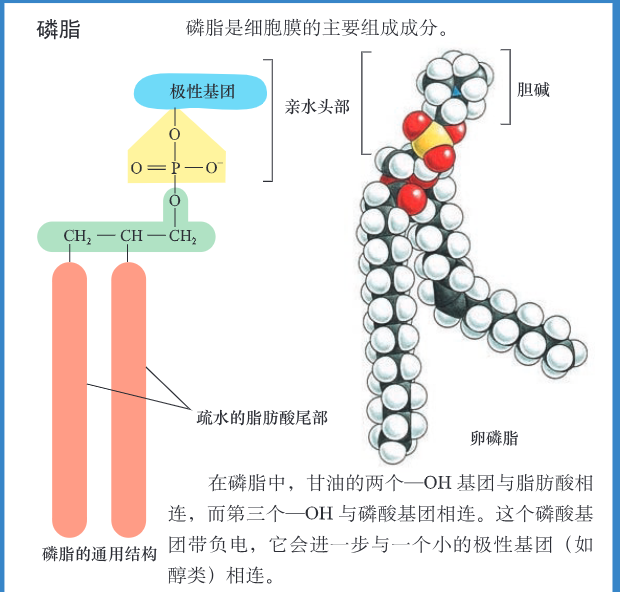 磷脂
磷脂是细胞膜的主要组成成分。
极性基团
亲水头部
胆碱
O
O＝P—O⁻
O
CH₂—CH—CH₂
疏水的脂肪酸尾部
卵磷脂
磷脂的通用结构
在磷脂中，甘油的两个—OH 基团与脂肪酸相
连，而第三个—OH 与磷酸基团相连。这个磷酸基
团带负电，它会进一步与一个小的极性基团（如
醇类）相连。